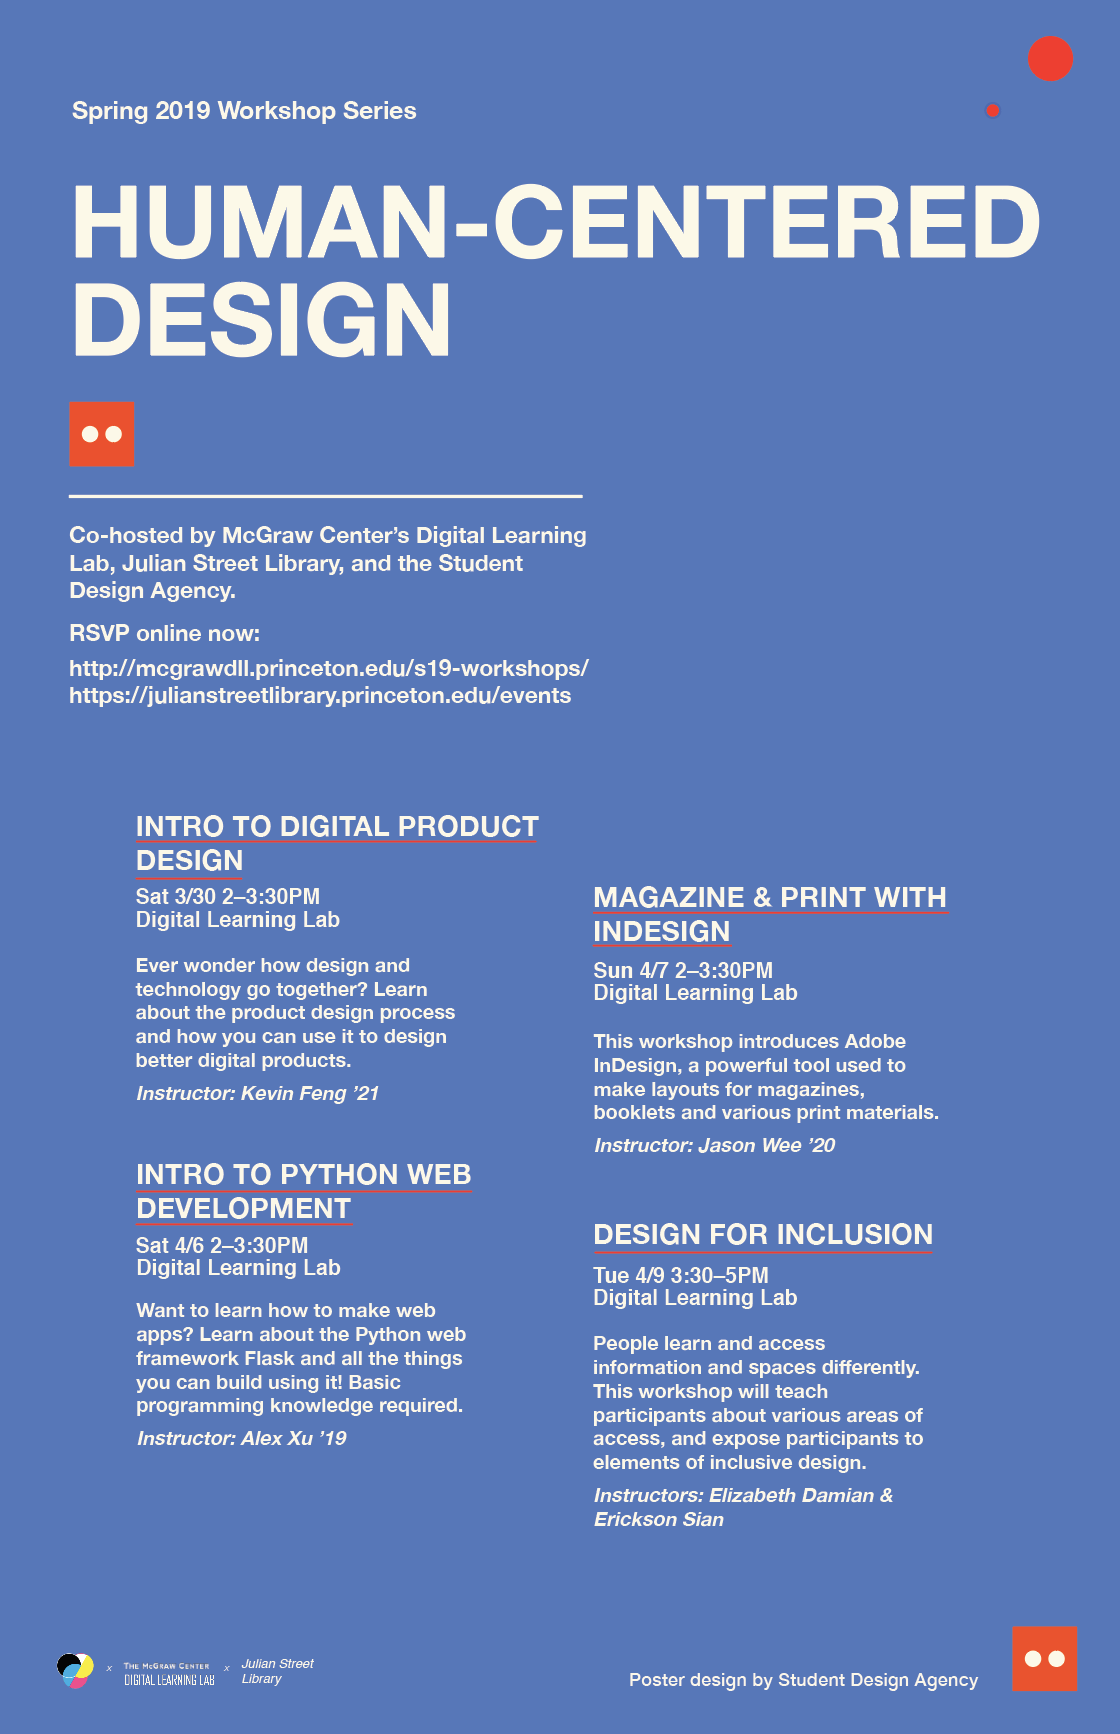 Spring 2019 Workshop Series
HUMAN-CENTERED
DESIGN
Co-hosted by McGraw Center’s Digital Learning
Lab, Julian Street Library, and the Student
Design Agency.
RSVP online now:
http://mcgrawdll.princeton.edu/s19-workshops/
https://julianstreetlibrary.princeton.edu/events
INTRO TO DIGITAL PRODUCT
DESIGN
Sat 3/30 2–3:30PM
Digital Learning Lab
Ever wonder how design and
technology go together? Learn
about the product design process
and how you can use it to design
better digital products.
Instructor: Kevin Feng ’21
INTRO TO PYTHON WEB
DEVELOPMENT
Sat 4/6 2–3:30PM
Digital Learning Lab
Want to learn how to make web
apps? Learn about the Python web
framework Flask and all the things
you can build using it! Basic
programming knowledge required.
Instructor: Alex Xu ’19
MAGAZINE & PRINT WITH
INDESIGN
Sun 4/7 2–3:30PM
Digital Learning Lab
This workshop introduces Adobe
InDesign, a powerful tool used to
make layouts for magazines,
booklets and various print materials.
Instructor: Jason Wee ’20
DESIGN FOR INCLUSION
Tue 4/9 3:30–5PM
Digital Learning Lab
People learn and access
information and spaces differently.
This workshop will teach
participants about various areas of
access, and expose participants to
elements of inclusive design.
Instructors: Elizabeth Damian &
Erickson Sian
x
THE MCGRAW CENTER
DIGITAL LEARNING LAB
x
Julian Street
Library
Poster design by Student Design Agency